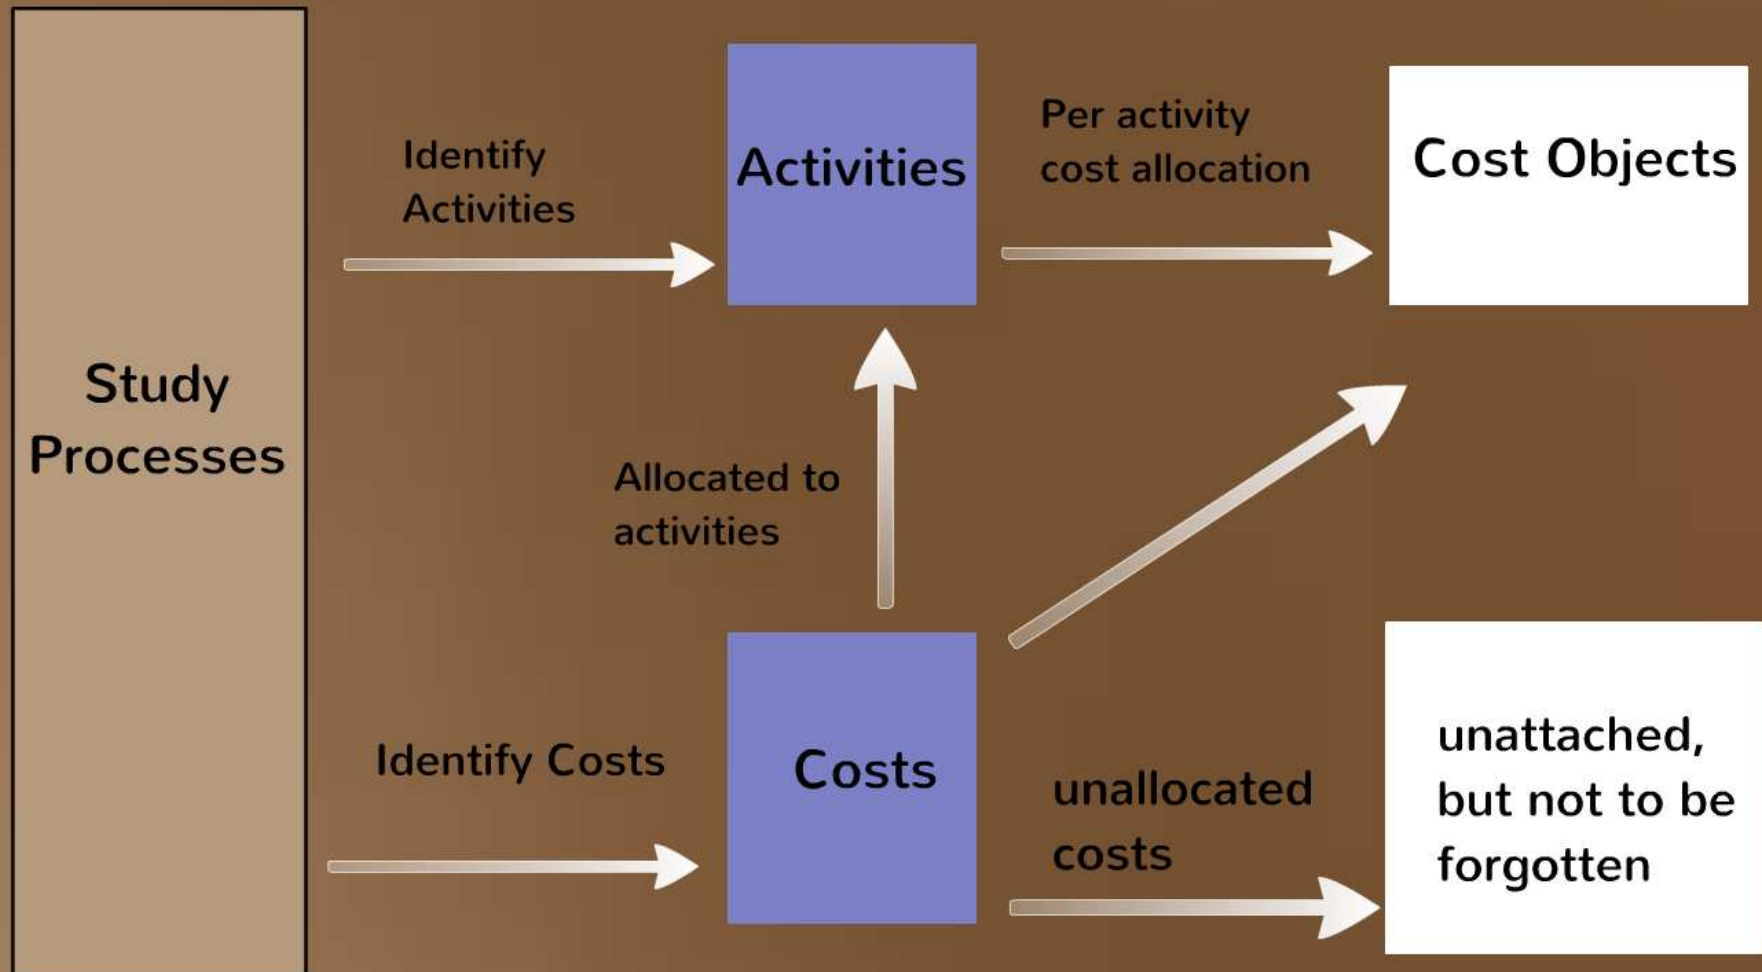 Study
Processes
Identify
Activities
Activities
Per activity
cost allocation
Cost Objects
Allocated to
activities
Identify Costs
Costs
unallocated
costs
unattached,
but not to be
forgotten